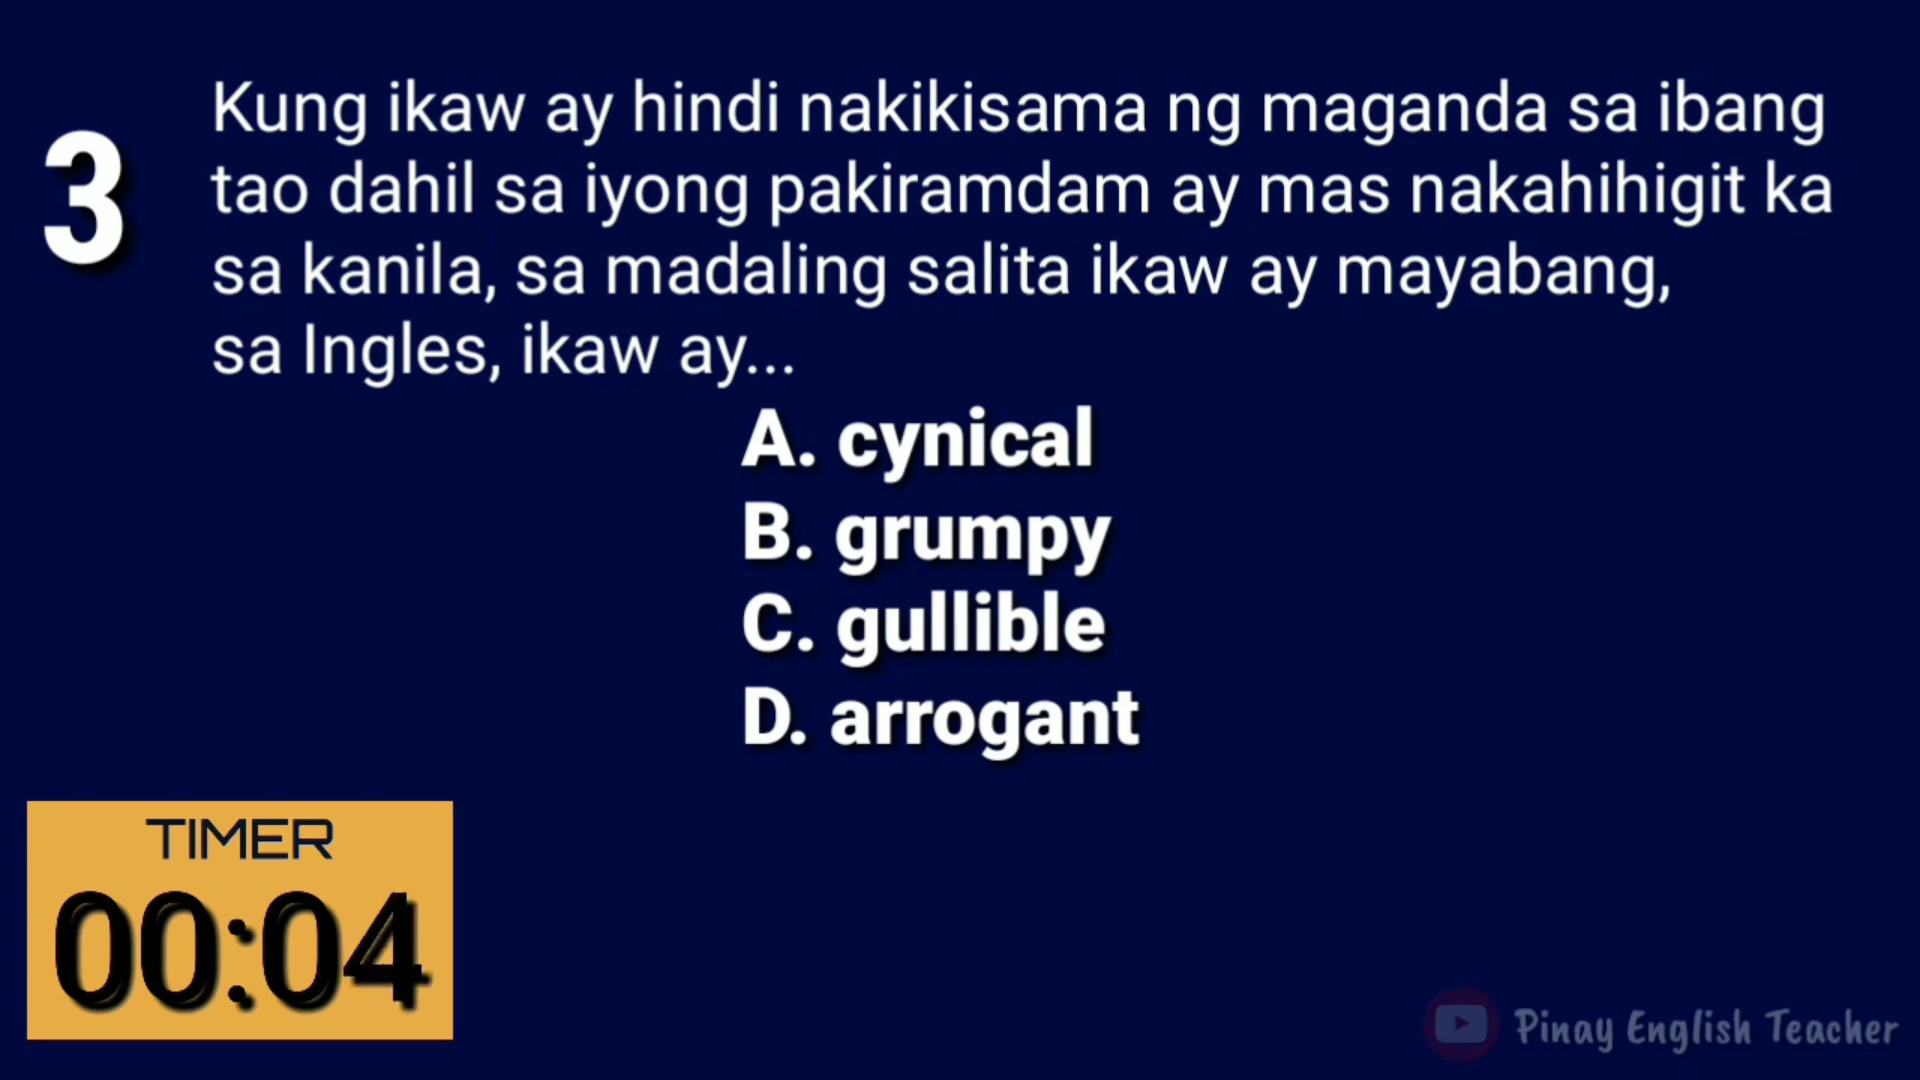 3
Kung ikaw ay hindi nakikisama ng maganda sa ibang
tao dahil sa iyong pakiramdam ay mas nakahihigit ka
sa kanila, sa madaling salita ikaw ay mayabang,
sa Ingles, ikaw ay...
A. cynical
B. grumpy
C. gullible
D. arrogant
TIMER
00:04
Pinay English Teacher